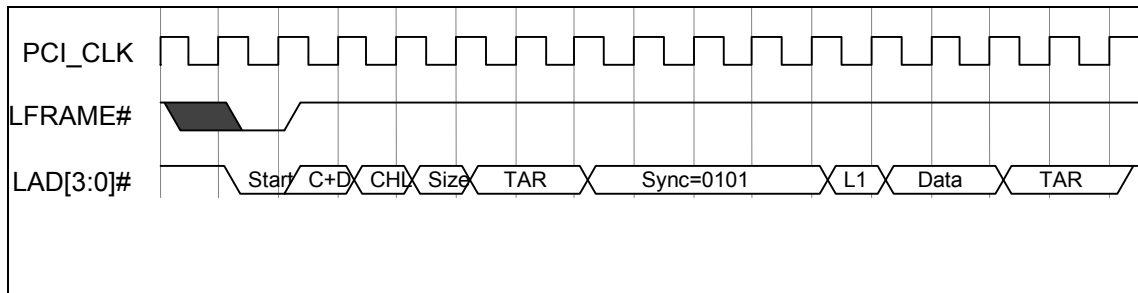 PCI_CLK
LFRAME#
LAD[3:0]# Start C+D CHL Size TAR Sync=0101 L1 Data TAR